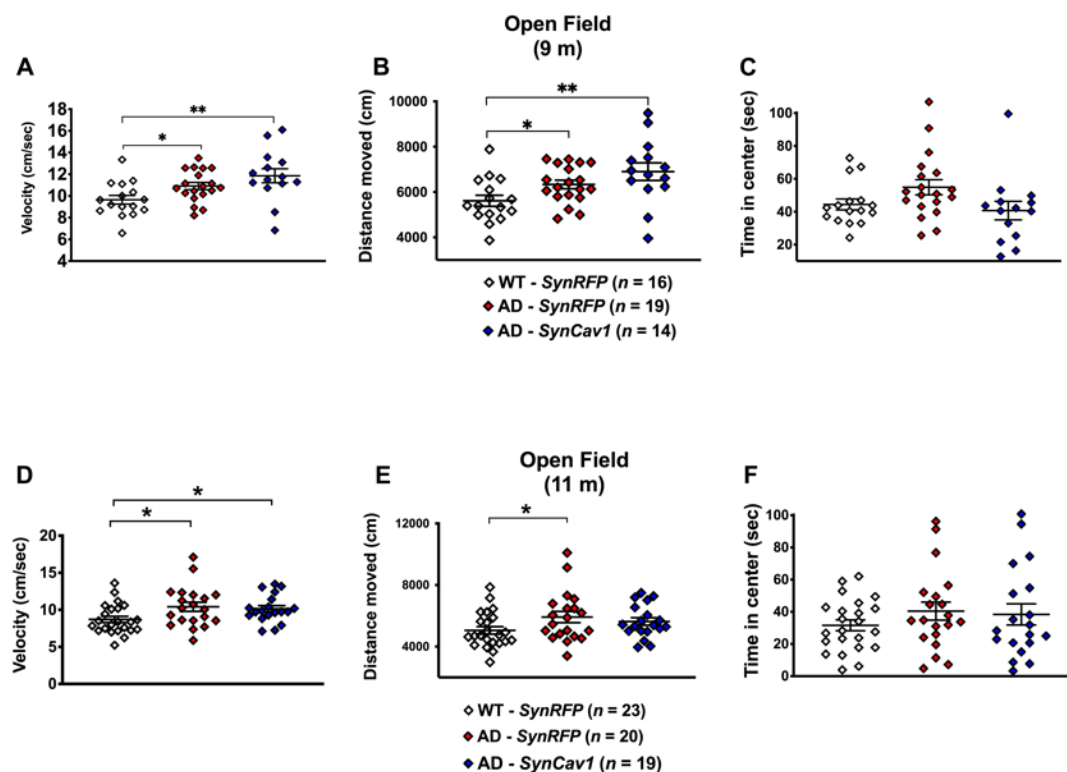 Open Field
(9 m)
A
B
C
Velocity (cm/sec)
18
16
14
12
10
8
6
4
*
**
Distance moved (cm)
10000
8000
6000
4000
*
**
Time in center (sec)
100
80
60
40
20
WT - SynRFP (n = 16)
AD - SynRFP (n = 19)
AD - SynCav1 (n = 14)
Open Field
(11 m)
D
E
F
Velocity (cm/sec)
20
15
10
5
0
*
*
Distance moved (cm)
12000
8000
4000
*
Time in center (sec)
100
80
60
40
20
0
WT - SynRFP (n = 23)
AD - SynRFP (n = 20)
AD - SynCav1 (n = 19)